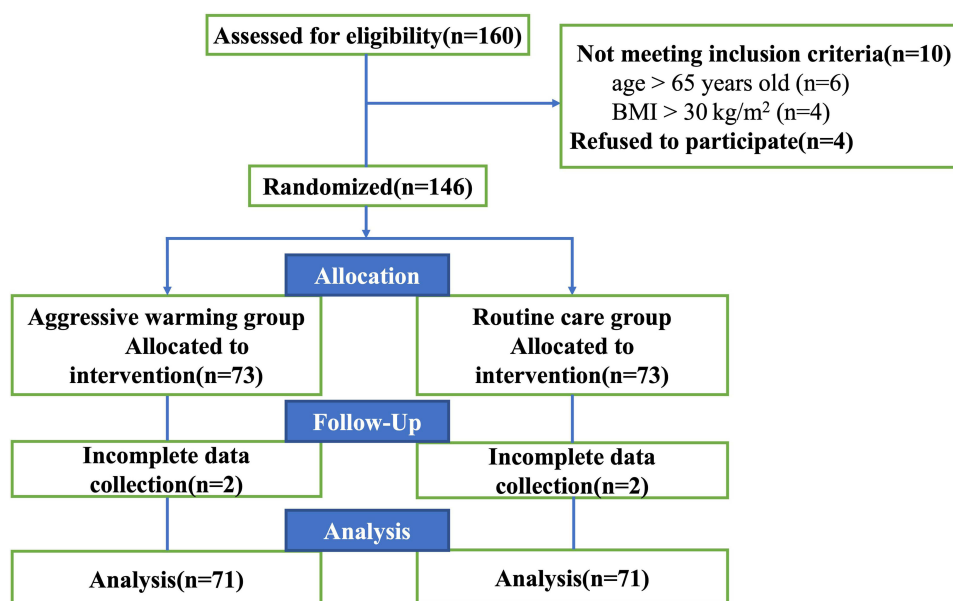 Assessed for eligibility(n=160)
Not meeting inclusion criteria(n=10)
age > 65 years old (n=6)
BMI > 30 kg/m² (n=4)
Refused to participate(n=4)
Randomized(n=146)
Allocation
Aggressive warming group
Allocated to
intervention(n=73)
Routine care group
Allocated to
intervention(n=73)
Follow-Up
Incomplete data
collection(n=2)
Incomplete data
collection(n=2)
Analysis
Analysis(n=71)
Analysis(n=71)